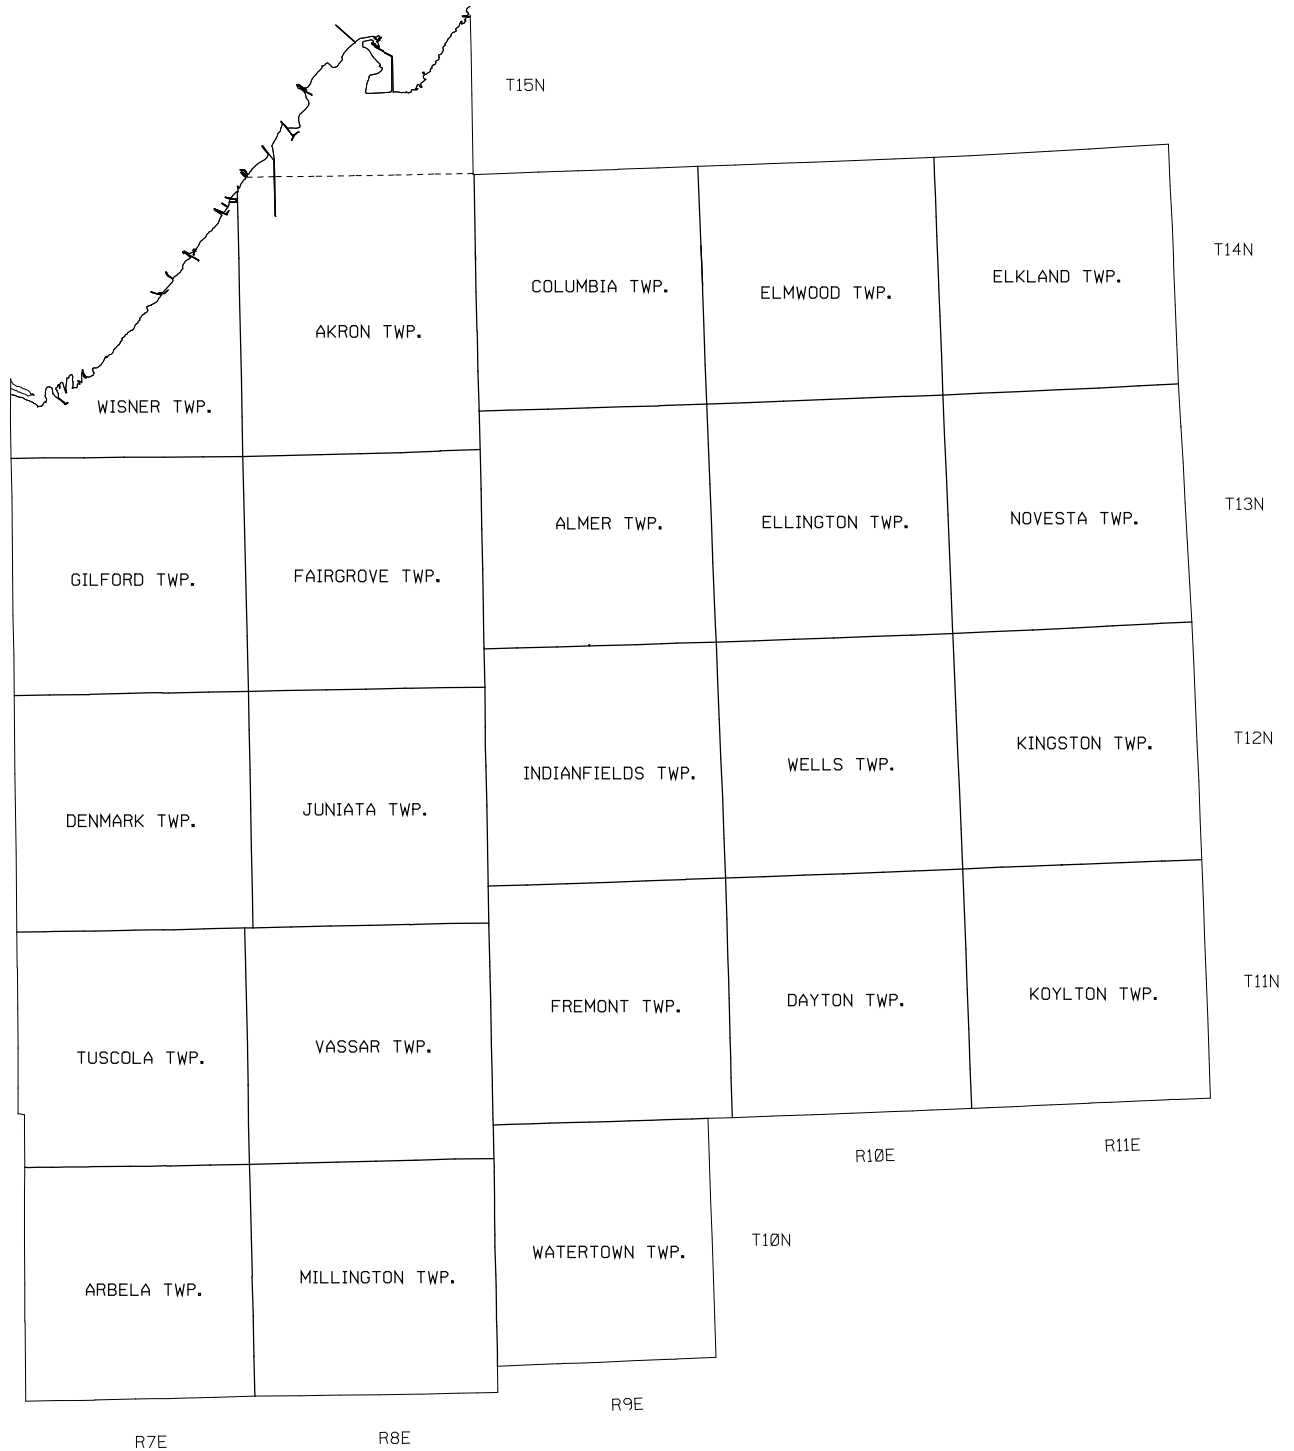 T15N
T14N
COLUMBIA TWP.
ELMWOOD TWP.
ELKLAND TWP.
AKRON TWP.
WISNER TWP.
T13N
ALMER TWP.
ELLINGTON TWP.
NOVESTA TWP.
GILFORD TWP.
FAIRGROVE TWP.
T12N
INDIANFIELDS TWP.
WELLS TWP.
KINGSTON TWP.
DENMARK TWP.
JUNIATA TWP.
T11N
FREMONT TWP.
DAYTON TWP.
KOYLTON TWP.
TUSCOLA TWP.
VASSAR TWP.
R10E
R11E
WATERTOWN TWP.
T10N
ARBELA TWP.
MILLINGTON TWP.
R9E
R7E
R8E